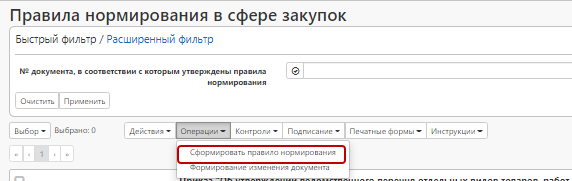 Правила нормирования в сфере закупок
Быстрый фильтр / Расширенный фильтр
№ документа, в соответствии с которым утверждены правила
нормирования
Очистить Применить
Выбор Выбрано: 0 Действия Операции Контроли Подписание Печатные формы Инструкции
« ‹ 1 › »
Сформировать правило нормирования
Формирование изменения документа